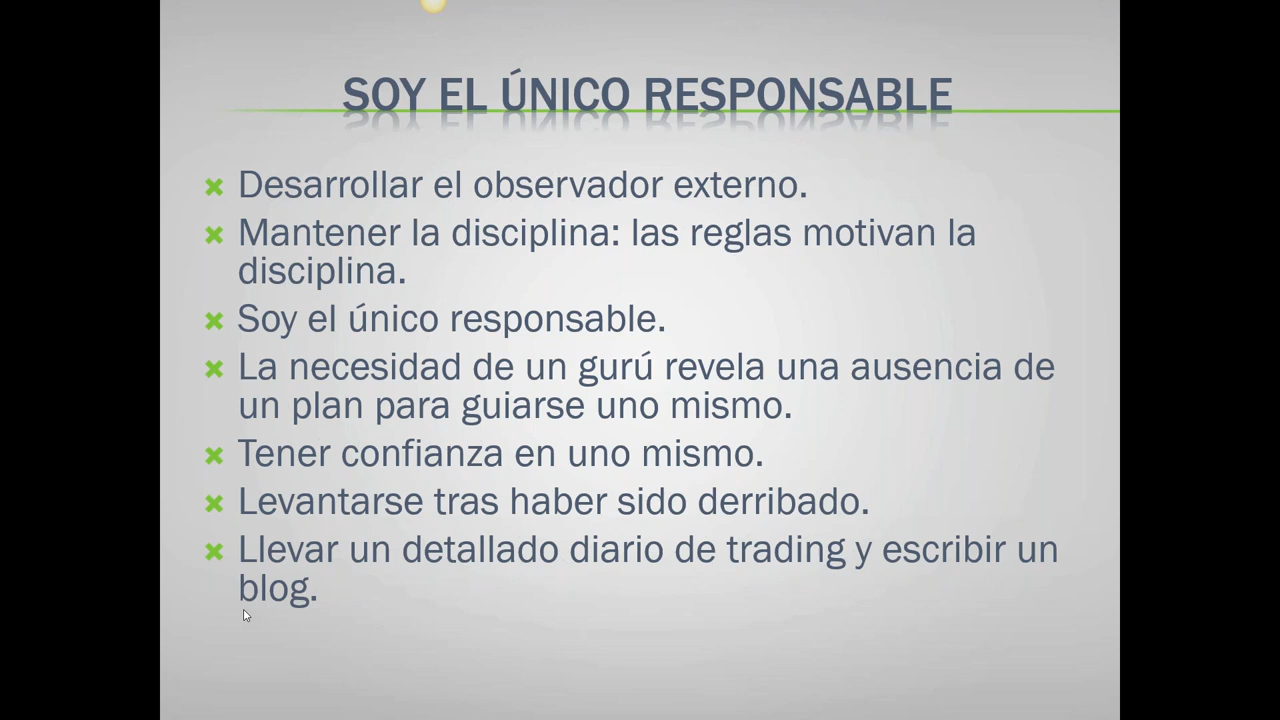 SOY EL ÚNICO RESPONSABLE
Desarrollar el observador externo.
Mantener la disciplina: las reglas motivan la
disciplina.
Soy el único responsable.
La necesidad de un gurú revela una ausencia de
un plan para guiarse uno mismo.
Tener confianza en uno mismo.
Levantarse tras haber sido derribado.
Llevar un detallado diario de trading y escribir un
blog.